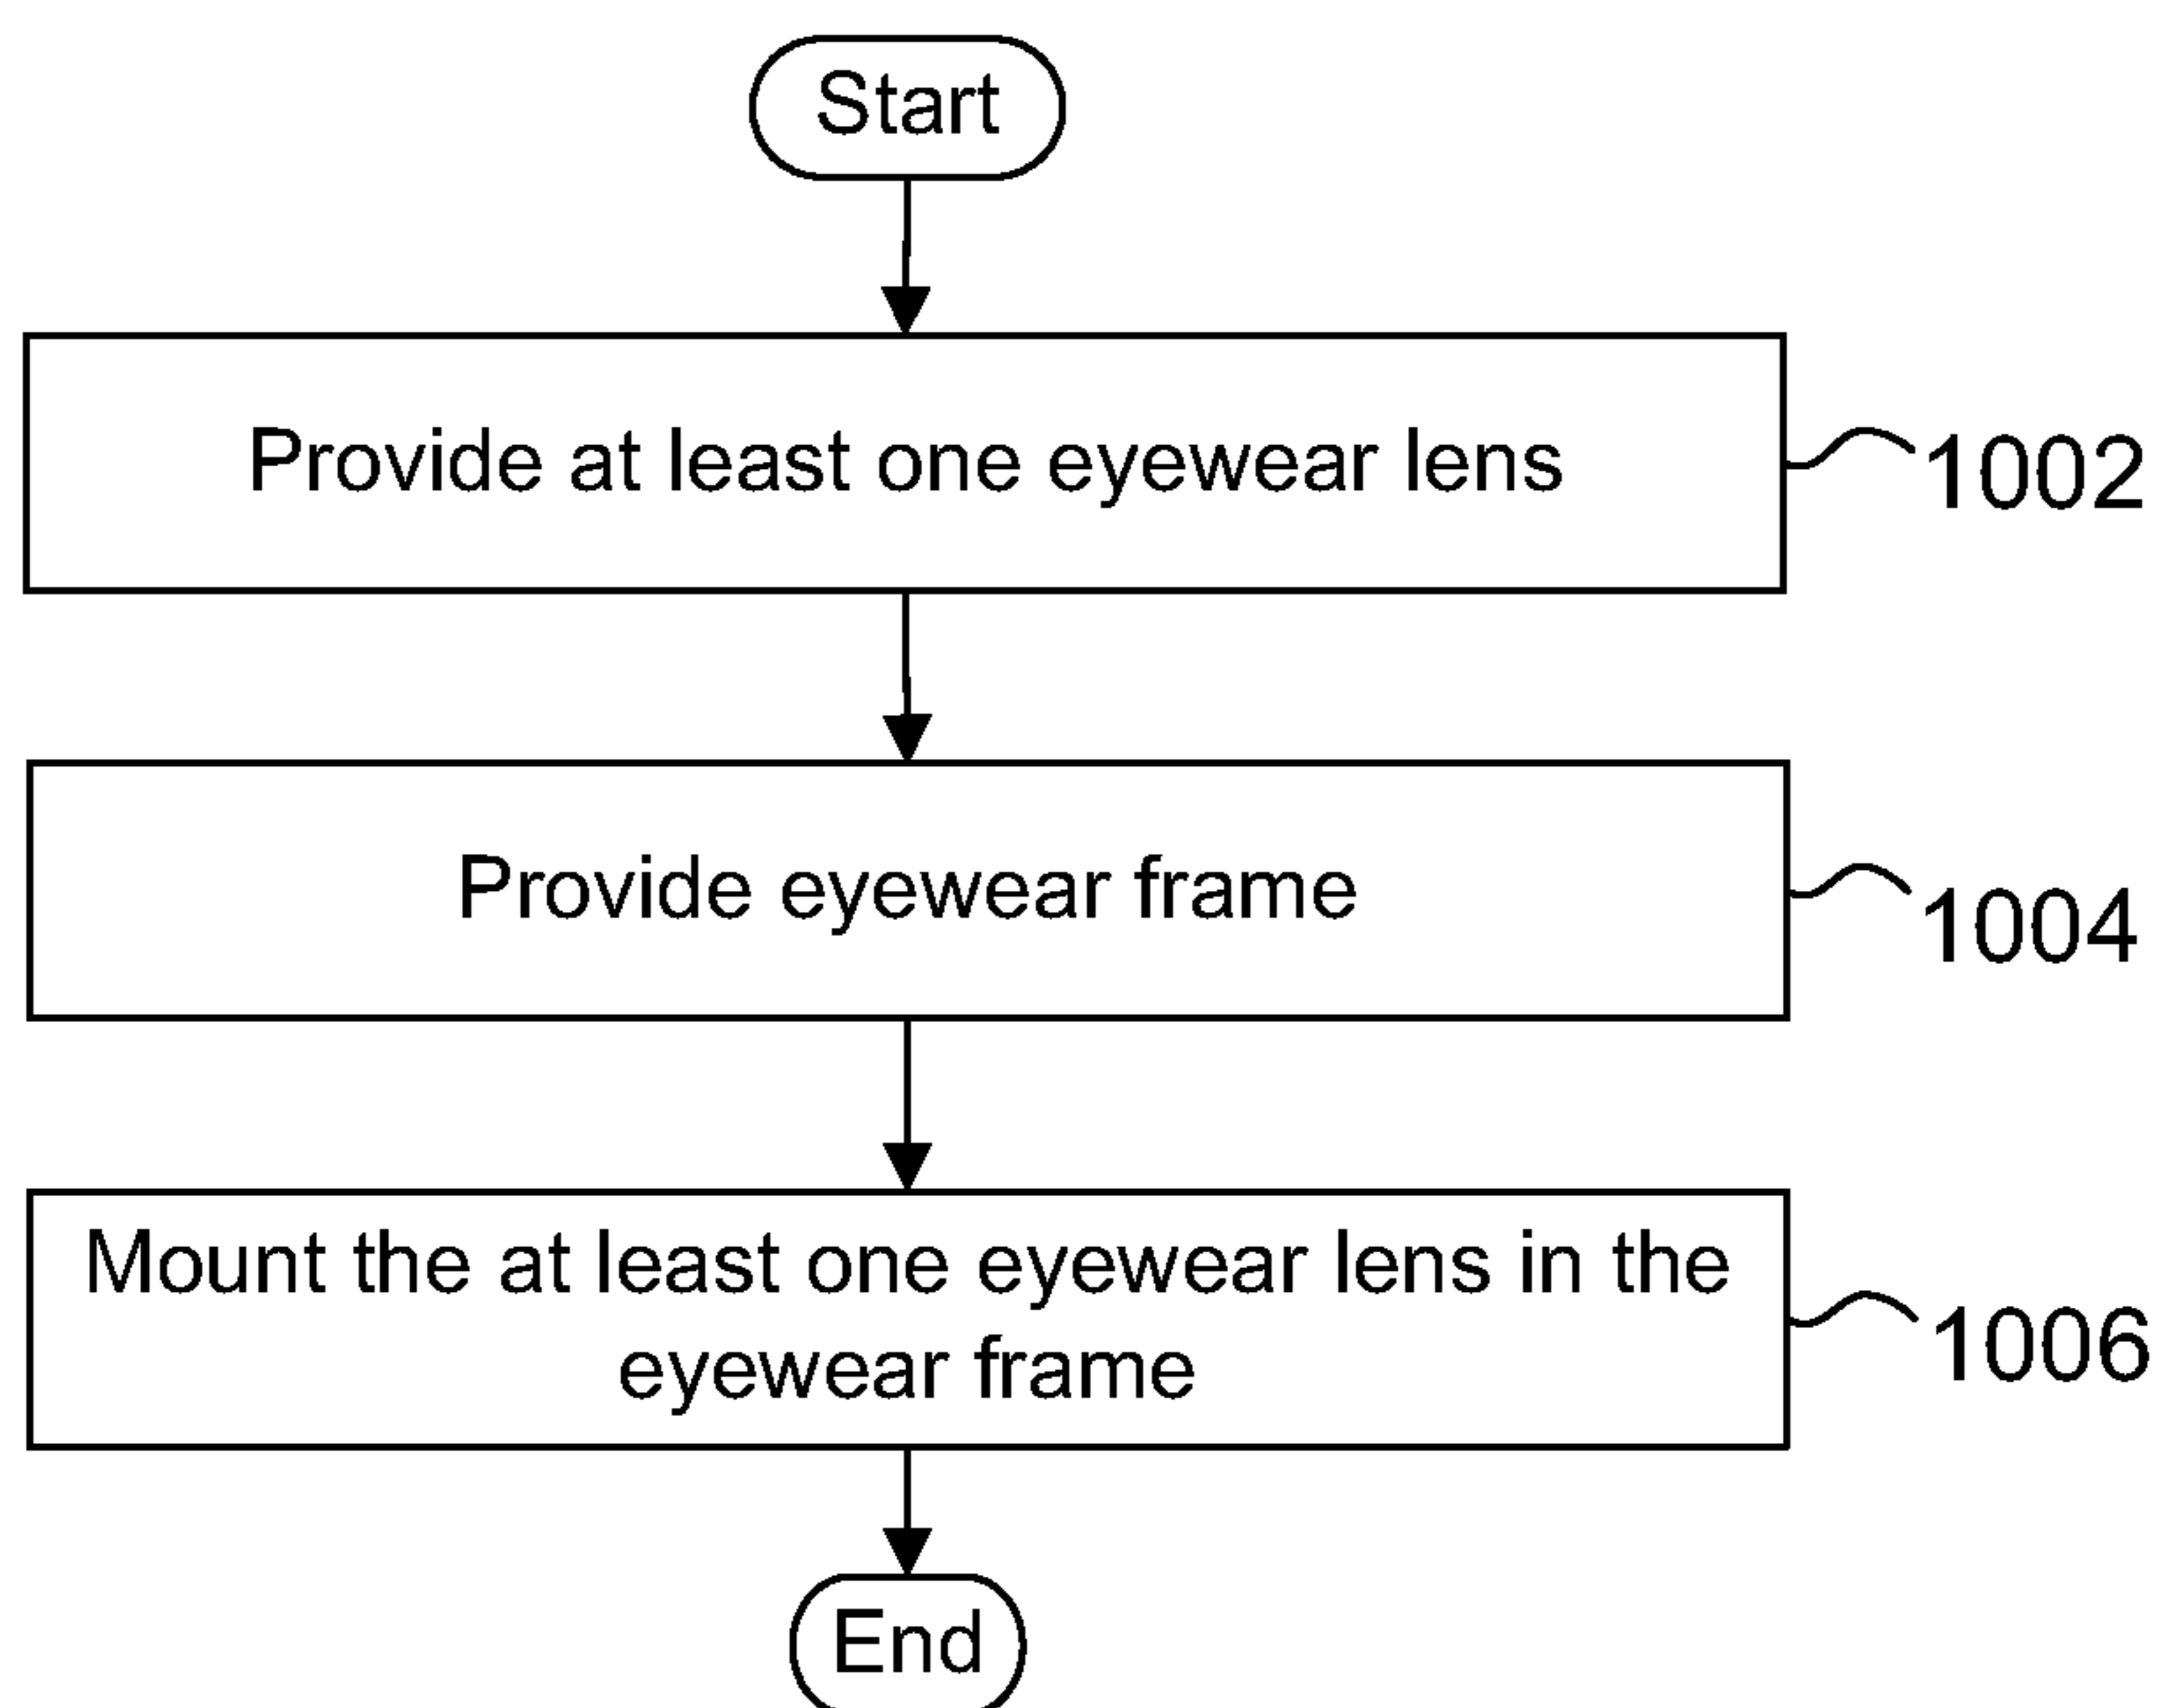 Start
Provide at least one eyewear lens
1002
Provide eyewear frame
1004
Mount the at least one eyewear lens in the
eyewear frame
1006
End